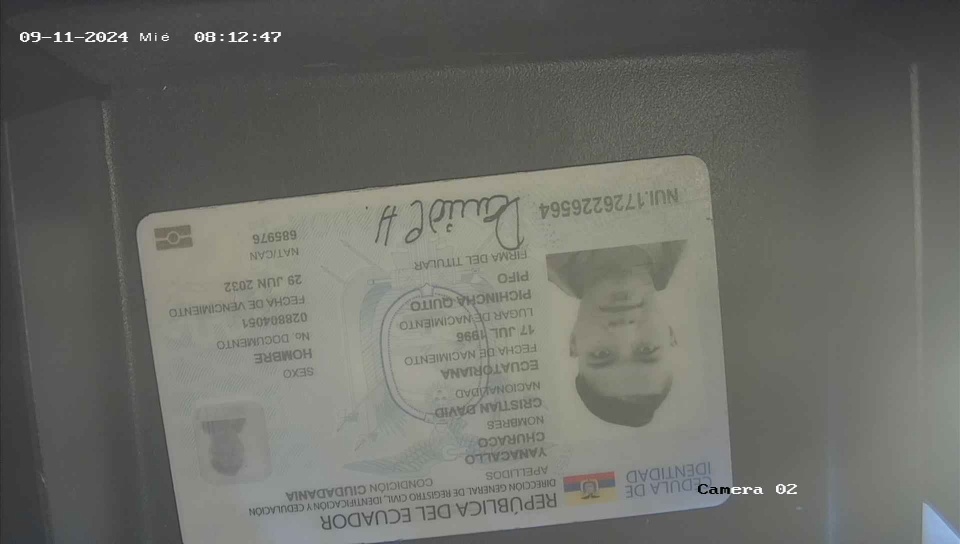 09-11-2024 Mié 08:12:47
REPÚBLICA DEL ECUADOR
DIRECCIÓN GENERAL DE REGISTRO CIVIL, IDENTIFICACIÓN Y CEDULACIÓN
CÉDULA DE
IDENTIDAD
CONDICIÓN CIUDADANÍA
APELLIDOS
YANACALLO
CHURACO
NOMBRES
CRISTIAN DAVID
NACIONALIDAD
ECUATORIANA
FECHA DE NACIMIENTO
17 JUL 1996
LUGAR DE NACIMIENTO
PICHINCHA QUITO
PIFO
FIRMA DEL TITULAR
SEXO
HOMBRE
No. DOCUMENTO
028804051
FECHA DE VENCIMIENTO
29 JUN 2032
NAT/CAN
685976
NUI.1726226564
Camera 02